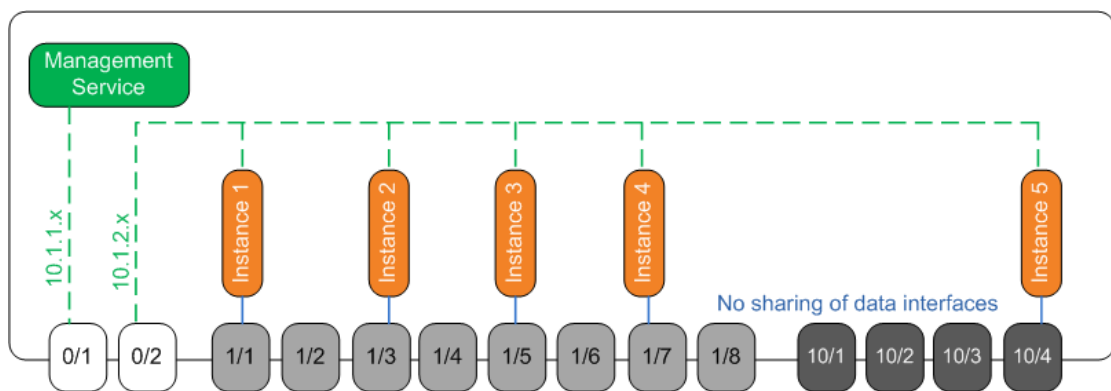 Management
Service
10.1.1.x
10.1.2.x
Instance 1
Instance 2
Instance 3
Instance 4
Instance 5
No sharing of data interfaces
0/1
0/2
1/1
1/2
1/3
1/4
1/5
1/6
1/7
1/8
10/1
10/2
10/3
10/4